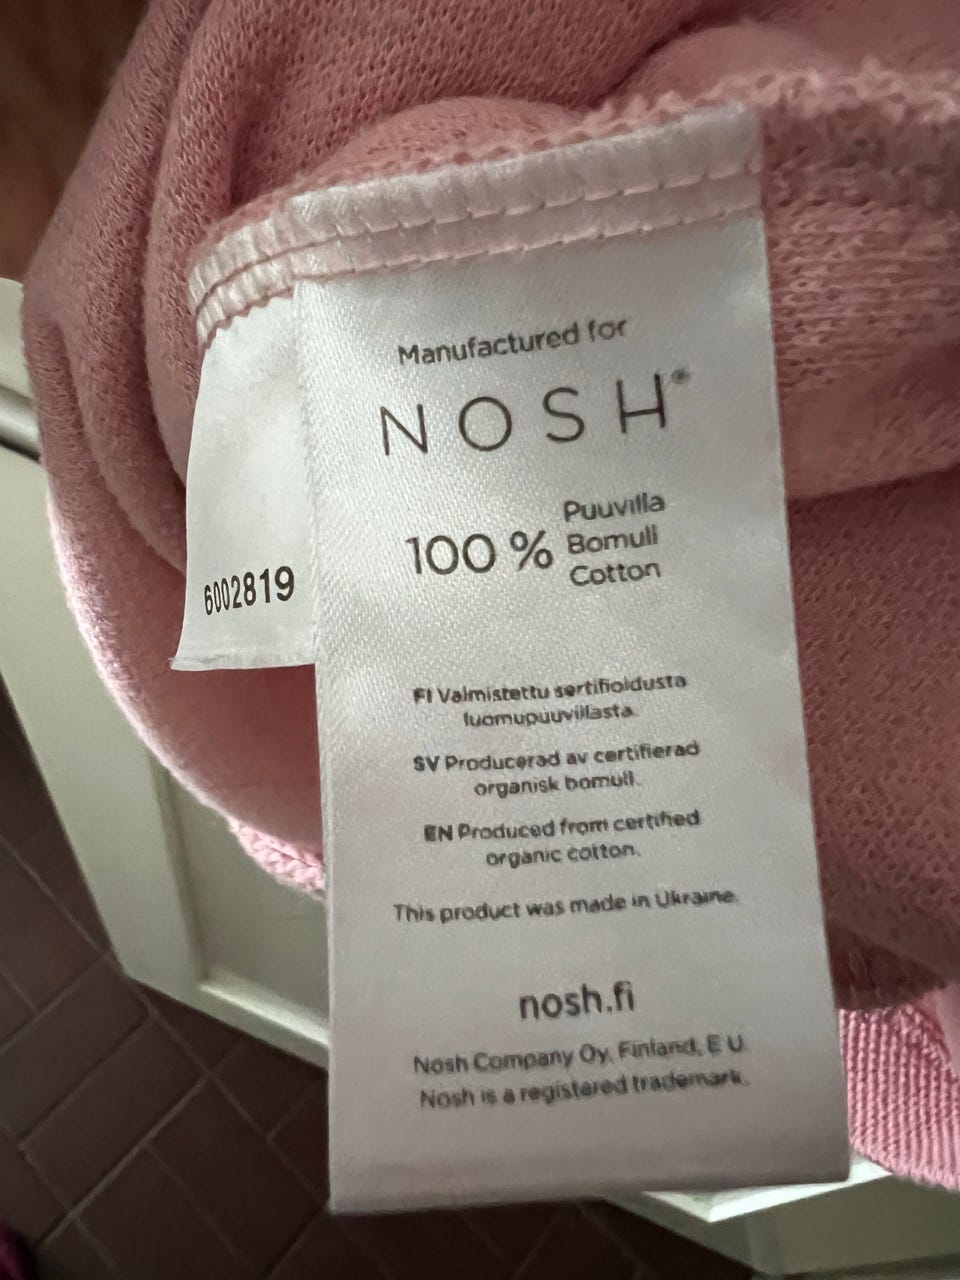 Manufactured for
NOSH®
100 % Puuvilla
Bomull
Cotton
6002819
FI Valmistettu sertifioidusta
luomupuuvillasta.
SV Producerad av certifierad
organisk bomull.
EN Produced from certified
organic cotton.
This product was made in Ukraine.
nosh.fi
Nosh Company Oy, Finland, E U
Nosh is a registered trademark.